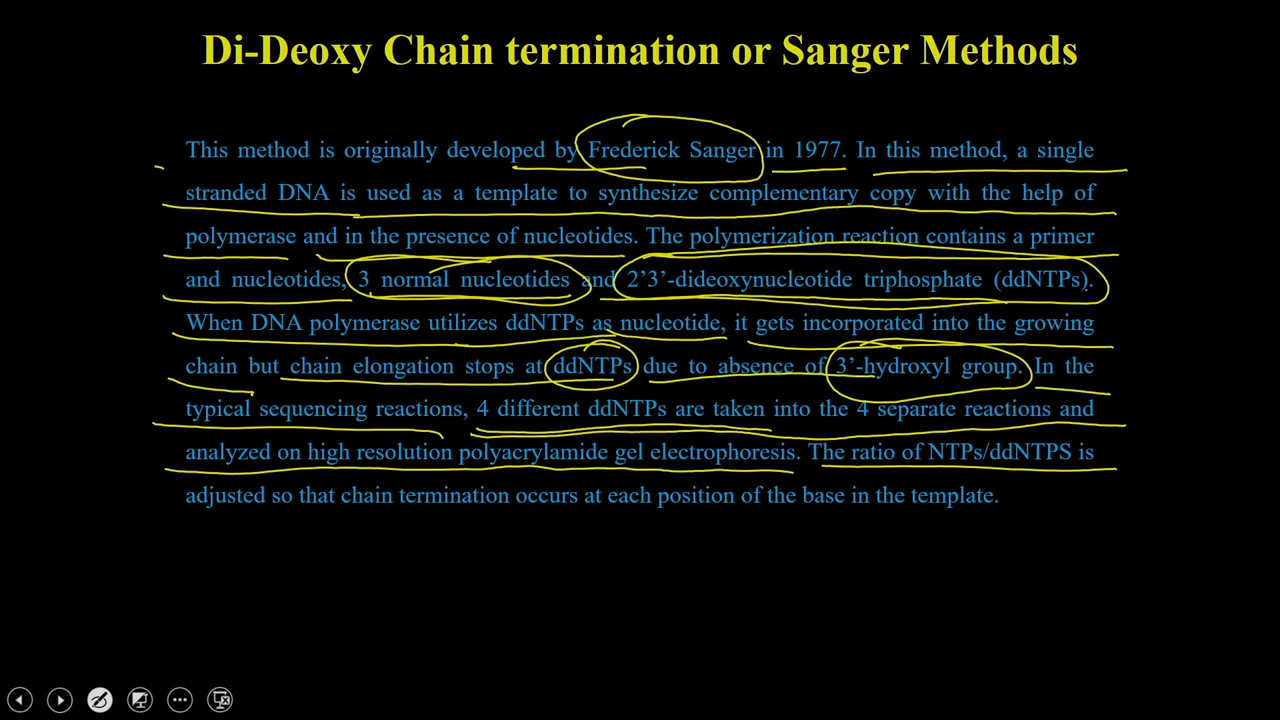 Di-Deoxy Chain termination or Sanger Methods
This method is originally developed by Frederick Sanger in 1977. In this method, a single
stranded DNA is used as a template to synthesize complementary copy with the help of
polymerase and in the presence of nucleotides. The polymerization reaction contains a primer
and nucleotides, 3 normal nucleotides and 2’3’-dideoxynucleotide triphosphate (ddNTPs).
When DNA polymerase utilizes ddNTPs as nucleotide, it gets incorporated into the growing
chain but chain elongation stops at ddNTPs due to absence of 3’-hydroxyl group. In the
typical sequencing reactions, 4 different ddNTPs are taken into the 4 separate reactions and
analyzed on high resolution polyacrylamide gel electrophoresis. The ratio of NTPs/ddNTPS is
adjusted so that chain termination occurs at each position of the base in the template.